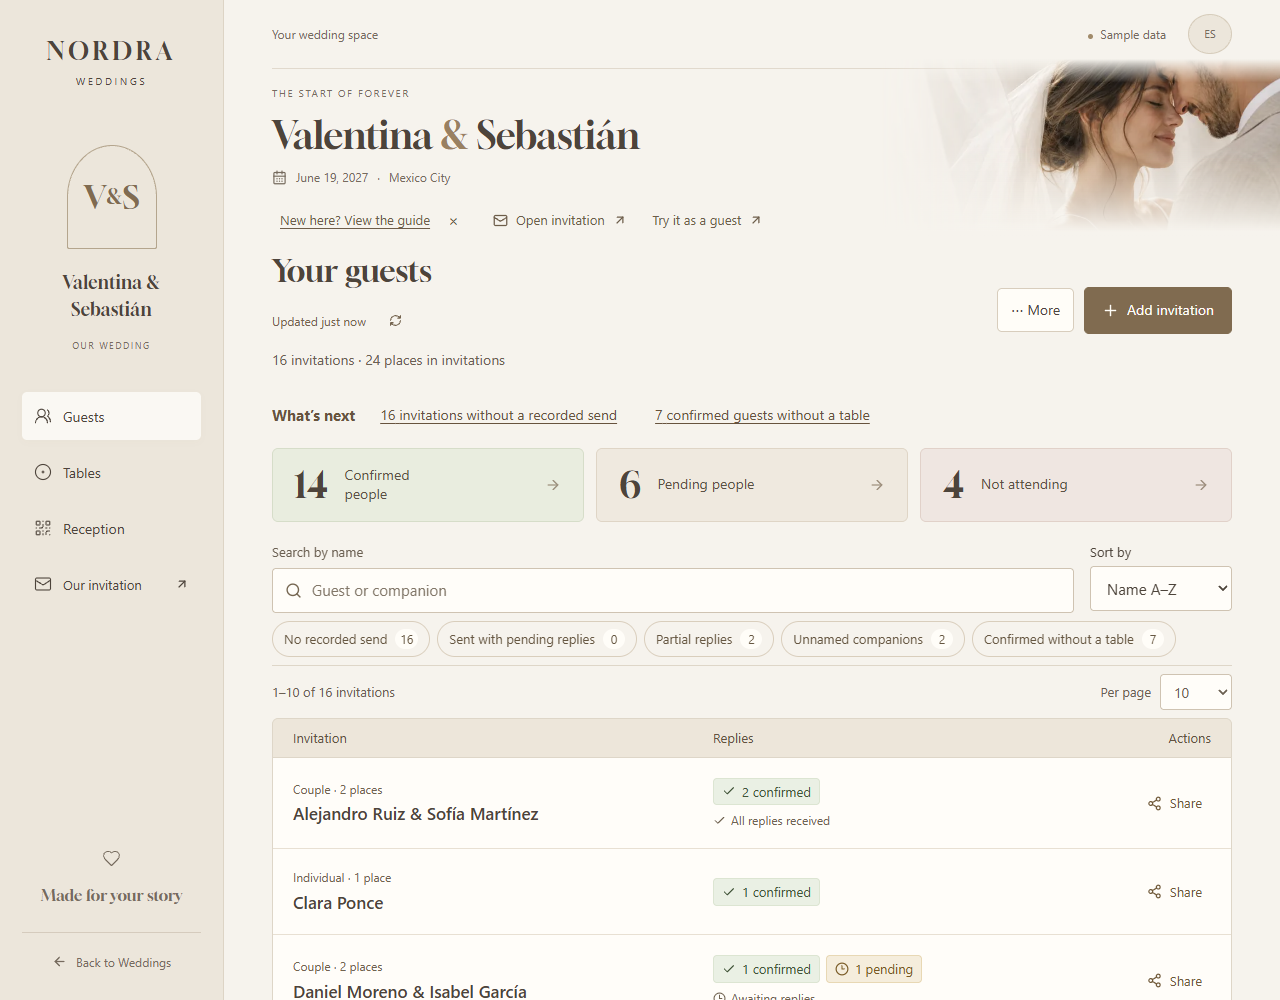 NORDRA
WEDDINGS
V&S
Valentina &
Sebastián
OUR WEDDING
Guests
Tables
Reception
Our invitation
Made for your story
Back to Weddings
Your wedding space
Sample data
ES
THE START OF FOREVER
Valentina & Sebastián
June 19, 2027 · Mexico City
New here? View the guide ×
Open invitation
Try it as a guest
Your guests
Updated just now
··· More
+ Add invitation
16 invitations · 24 places in invitations
What's next
16 invitations without a recorded send
7 confirmed guests without a table
14 Confirmed
people
6 Pending people
4 Not attending
Search by name
Guest or companion
Sort by
Name A–Z
No recorded send 16
Sent with pending replies 0
Partial replies 2
Unnamed companions 2
Confirmed without a table 7
1–10 of 16 invitations
Per page 10
Invitation Replies Actions
Couple · 2 places
Alejandro Ruiz & Sofía Martínez
2 confirmed
All replies received
Share
Individual · 1 place
Clara Ponce
1 confirmed
Share
Couple · 2 places
Daniel Moreno & Isabel García
1 confirmed
1 pending
Awaiting replies
Share